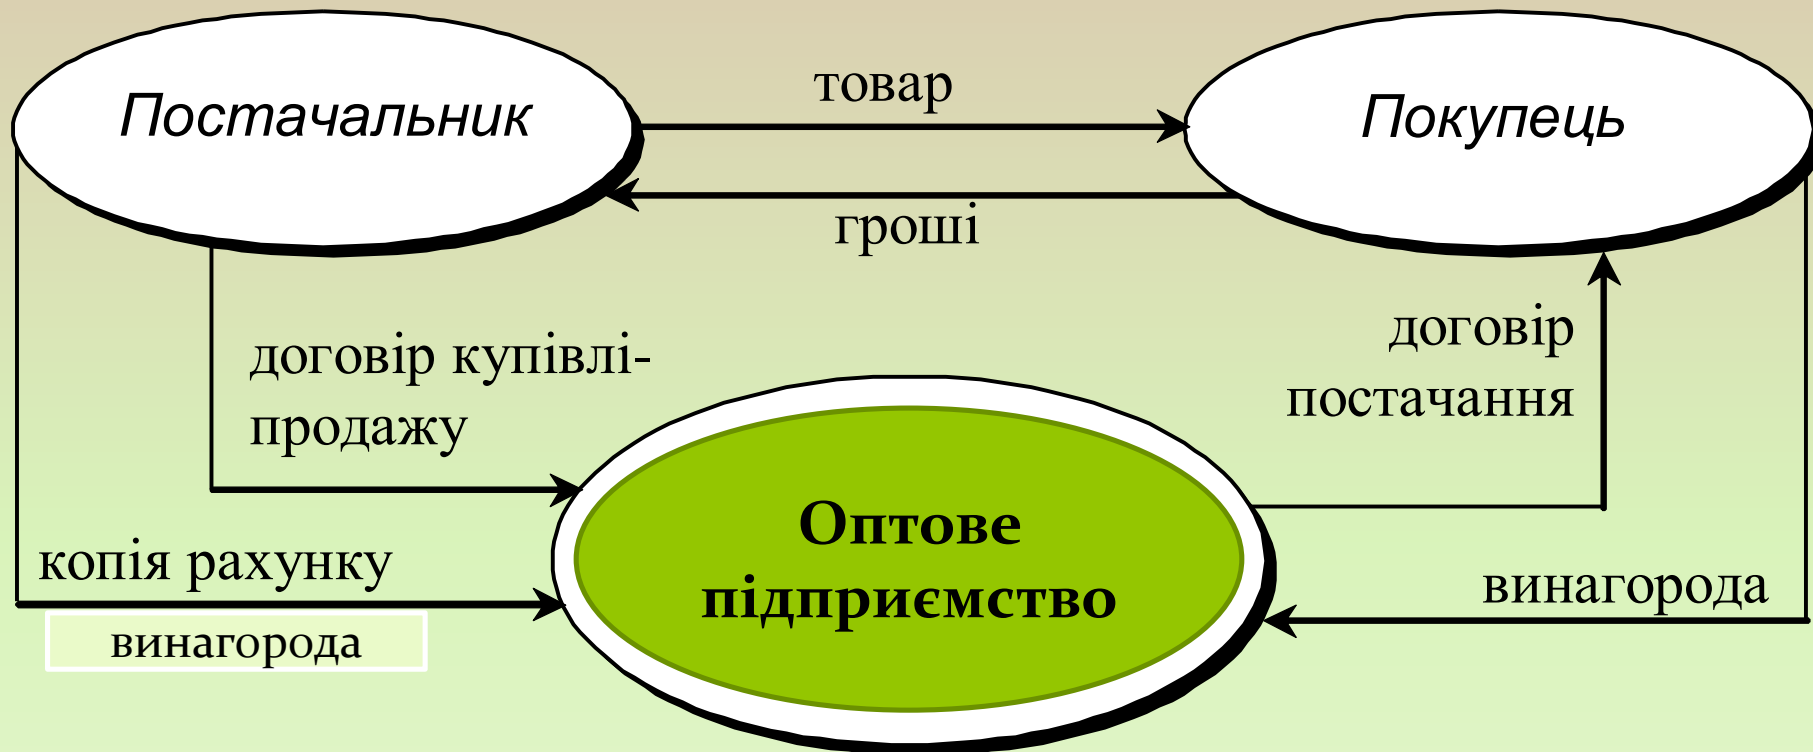 Постачальник
товар
Покупець
гроші
договір купівлі-
продажу
договір
постачання
Оптове
підприємство
копія рахунку
винагорода
винагорода